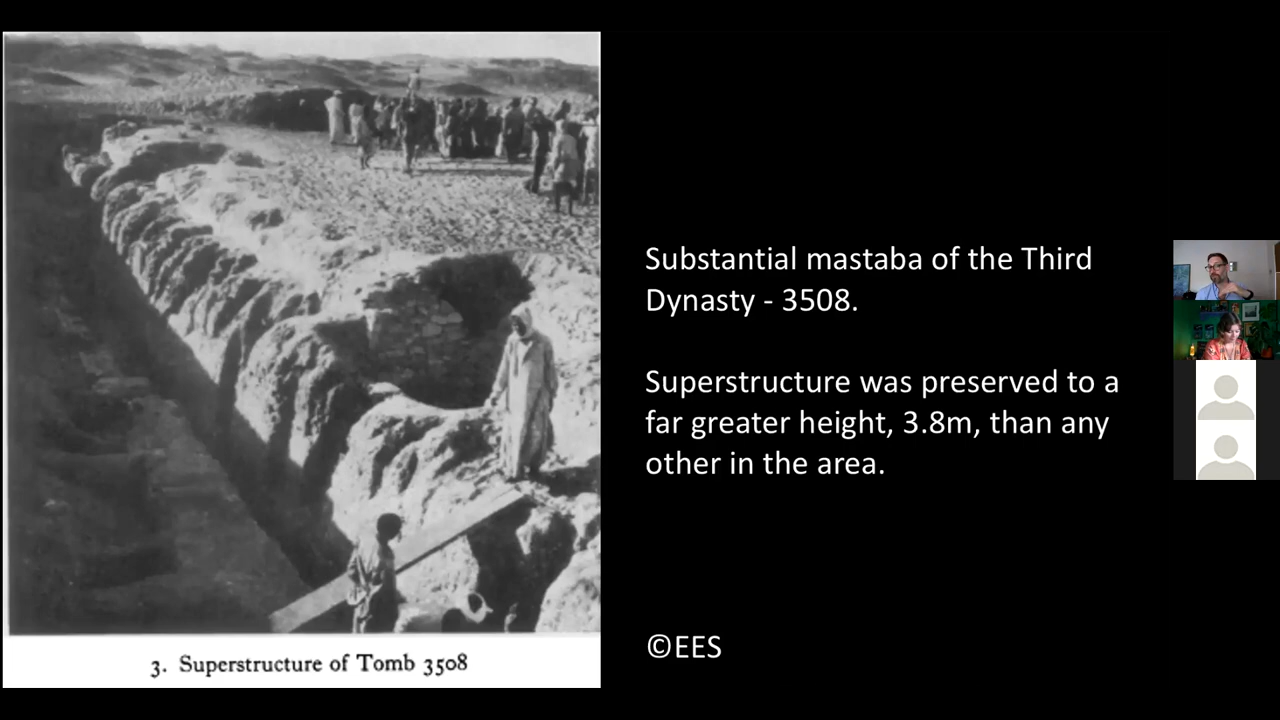 Substantial mastaba of the Third
Dynasty - 3508.
Superstructure was preserved to a
far greater height, 3.8m, than any
other in the area.
©EES
3. Superstructure of Tomb 3508